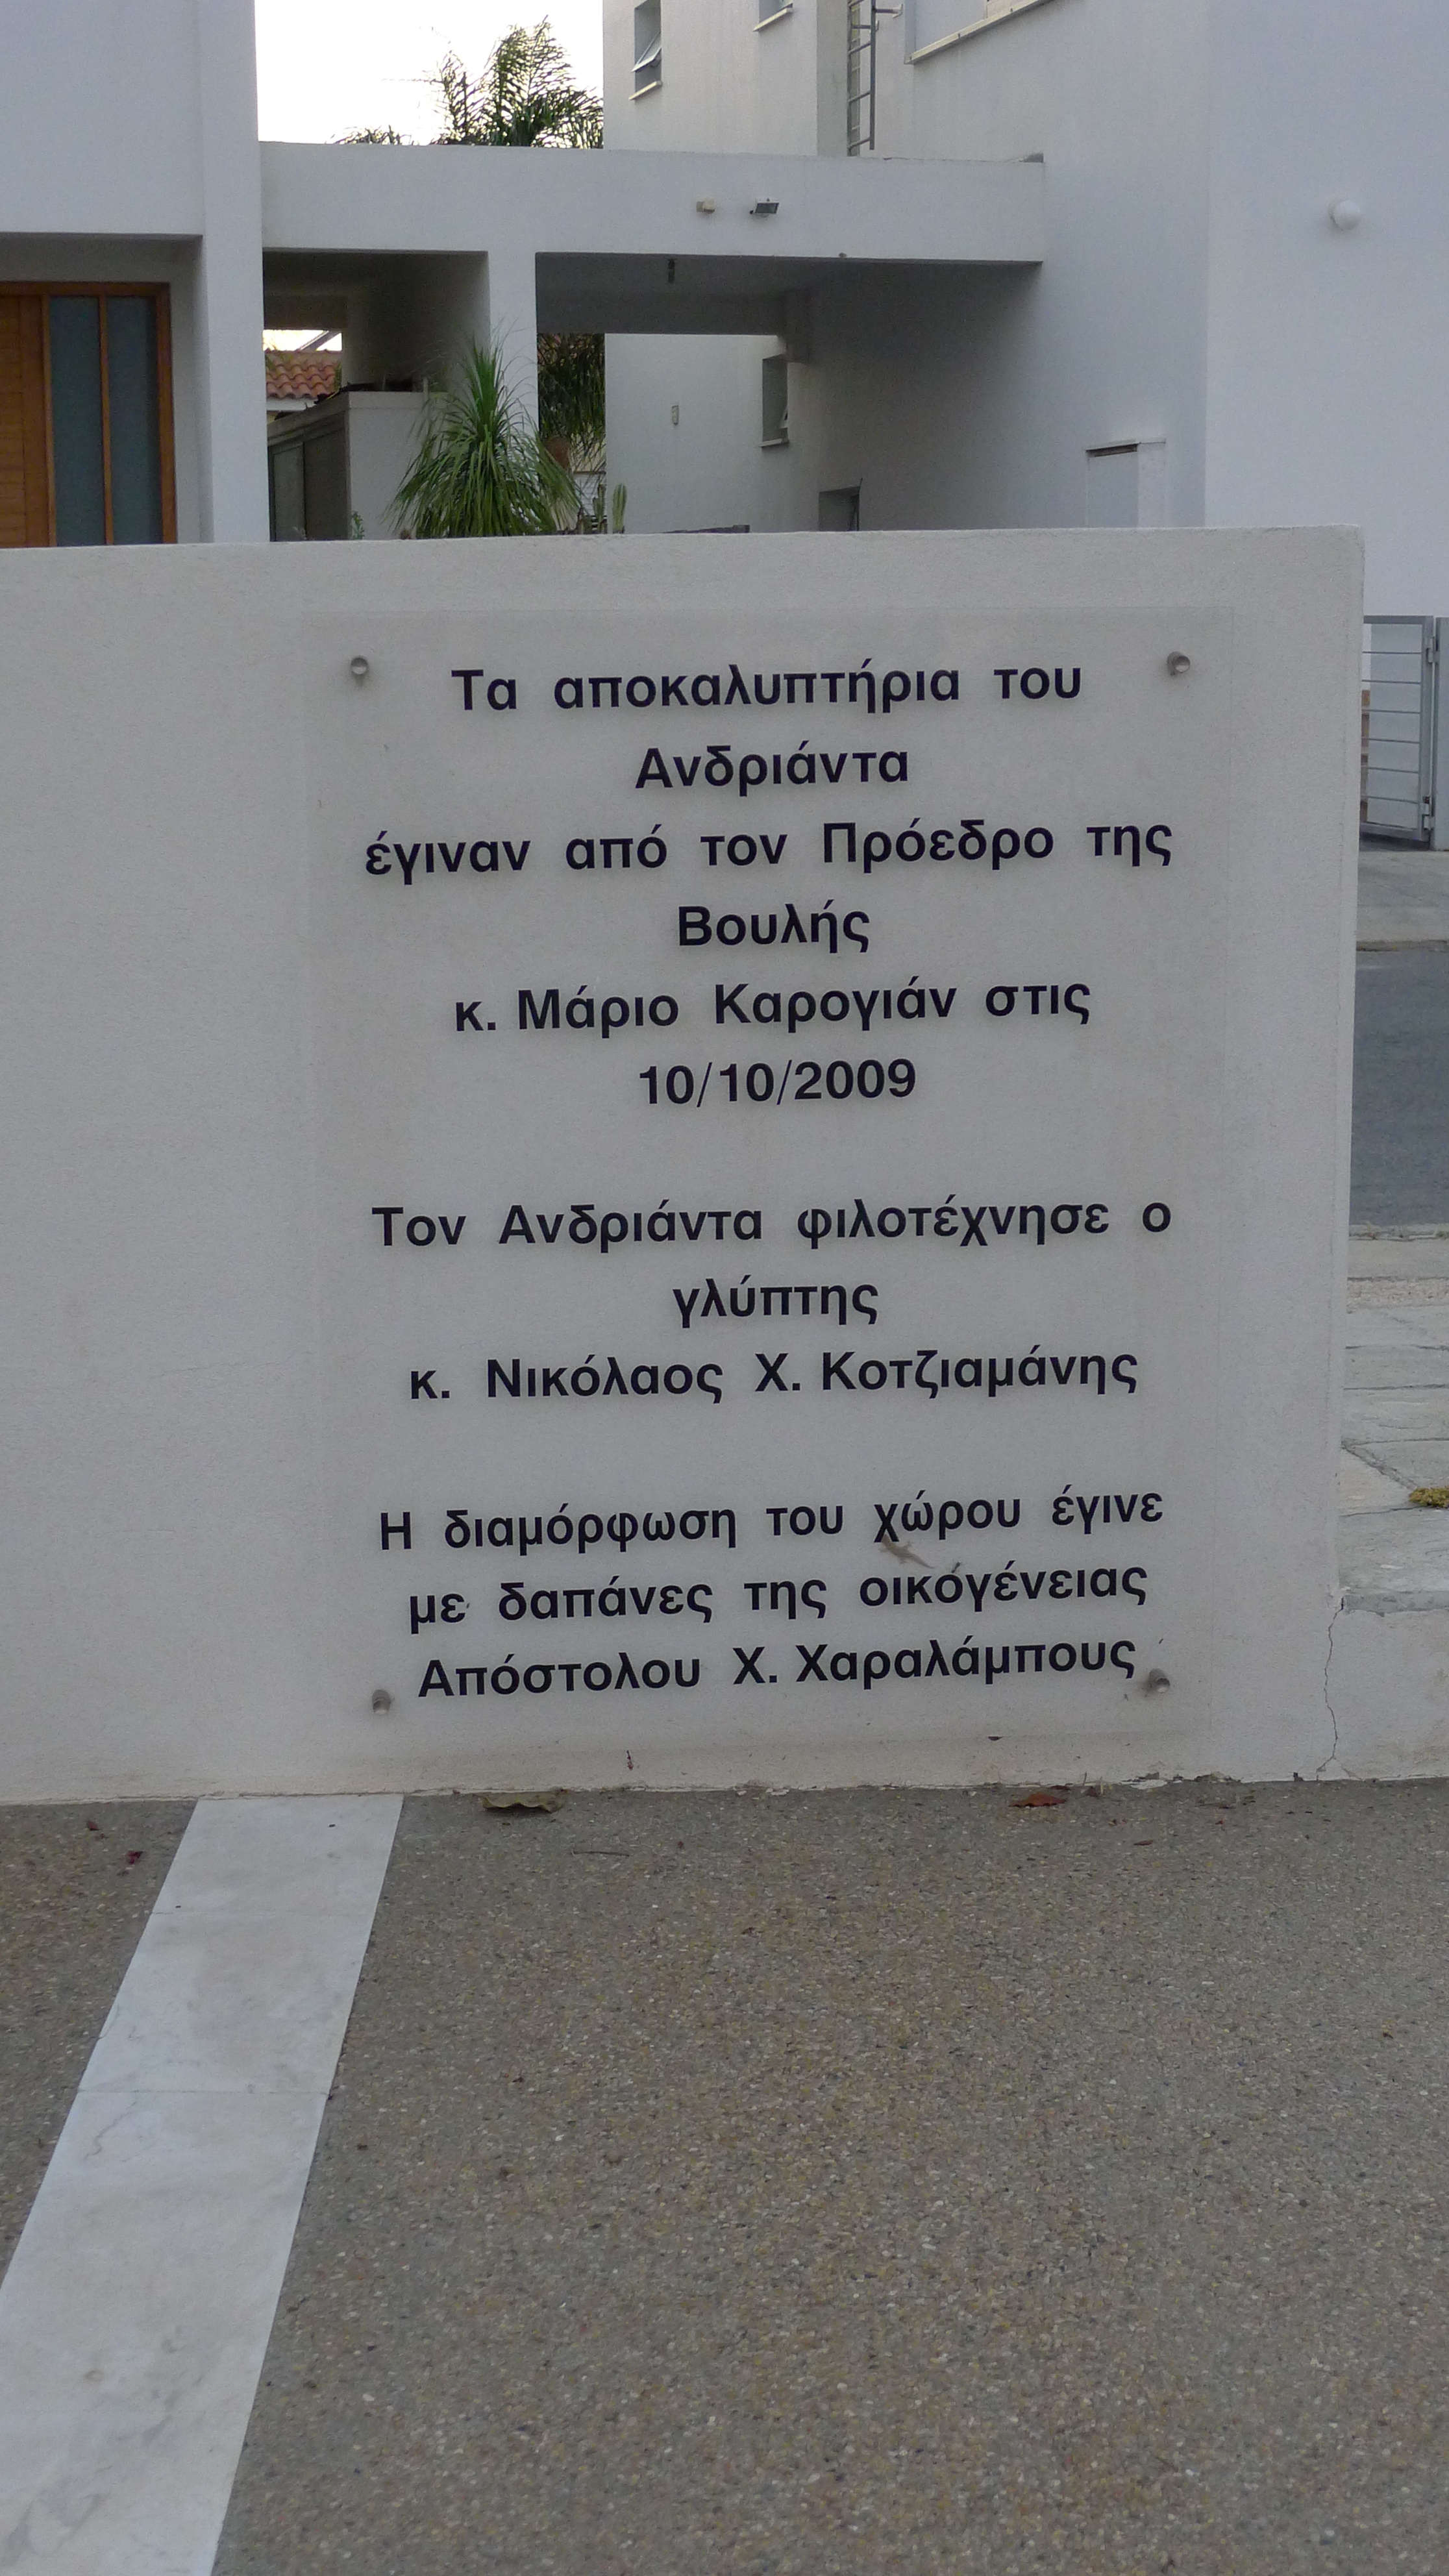 Τα αποκαλυπτήρια του
Ανδριάντα
έγιναν από τον Πρόεδρο της
Βουλής
κ. Μάριο Καρογιάν στις
10/10/2009
Τον Ανδριάντα φιλοτέχνησε ο
γλύπτης
κ. Νικόλαος Χ. Κοτζιαμάνης
Η διαμόρφωση του χώρου έγινε
με δαπάνες της οικογένειας
Απόστολου Χ. Χαραλάμπους